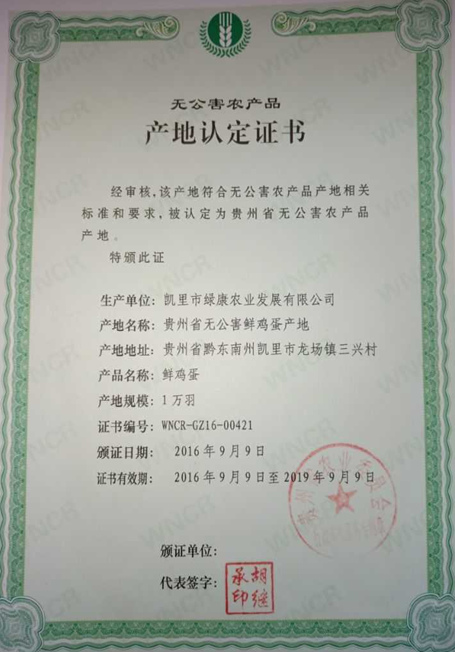 无公害农产品
产地认定证书
经审核,该产地符合无公害农产品产地相关
标准和要求,被认定为贵州省无公害农产品
产地。
特颁此证
生产单位: 凯里市绿康农业发展有限公司
产地名称: 贵州省无公害鲜鸡蛋产地
产地地址: 贵州省黔东南州凯里市龙场镇三兴村
产品名称: 鲜鸡蛋
产地规模: 1万羽
证书编号: WNCR-GZ16-00421
颁证日期: 2016年9月9日
证书有效期: 2016年9月9日至2019年9月9日
颁证单位:
代表签字:
胡继
承印
WNCR